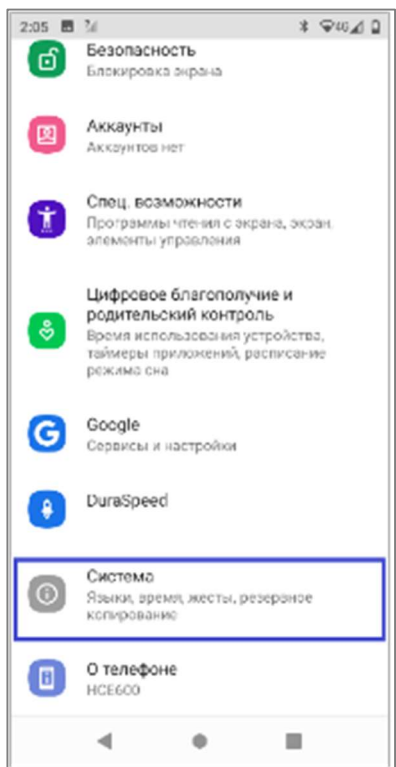 2:05 4G
Безопасность
Блокировка экрана
Аккаунты
Аккаунтов нет
Спец. возможности
Программы чтения с экрана, экран,
элементы управления
Цифровое благополучие и
родительский контроль
Время использования устройства,
таймеры приложений, расписание
режима сна
Google
Сервисы и настройки
DuraSpeed
Система
Языки, время, жесты, резервное
копирование
О телефоне
HCE600